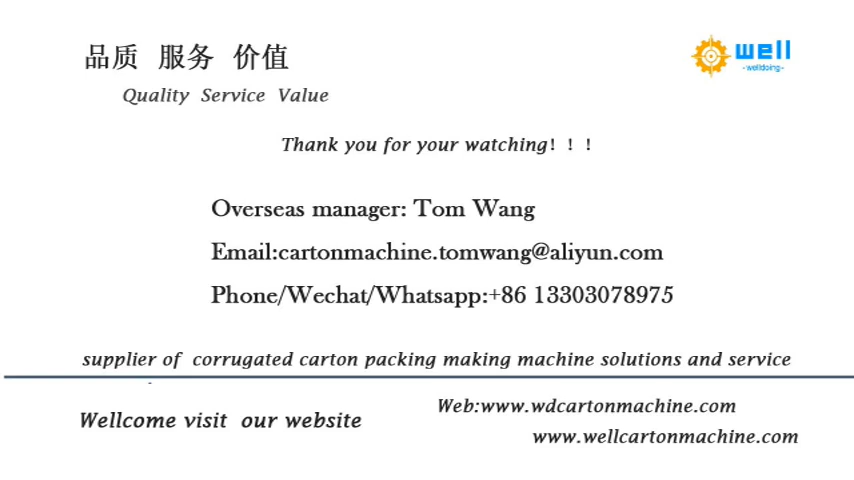 品质 服务 价值
well
-welldoing-
Quality Service Value
Thank you for your watching! ! !
Overseas manager: Tom Wang
Email:cartonmachine.tomwang@aliyun.com
Phone/Wechat/Whatsapp:+86 13303078975
supplier of corrugated carton packing making machine solutions and service
Wellcome visit our website
Web:www.wdcartonmachine.com
www.wellcartonmachine.com